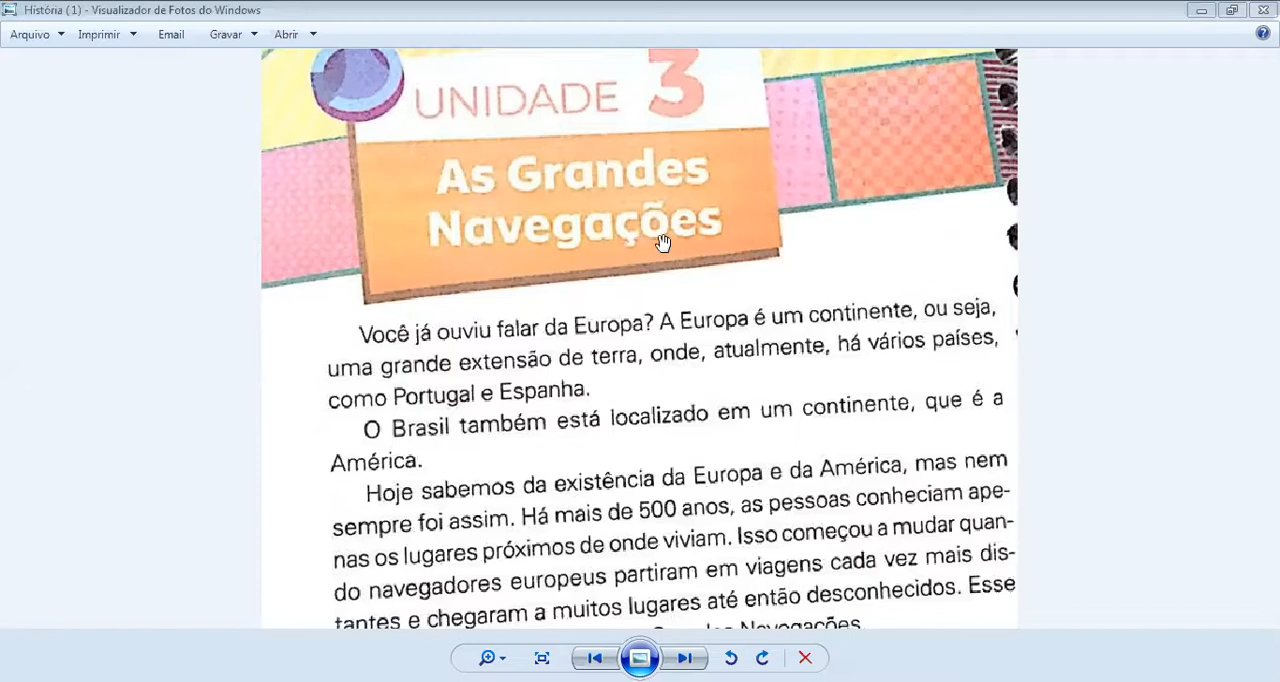 História (1) - Visualizador de Fotos do Windows
Arquivo Imprimir Email Gravar Abrir
UNIDADE 3
As Grandes
Navegações
Você já ouviu falar da Europa? A Europa é um continente, ou seja,
uma grande extensão de terra, onde, atualmente, há vários países,
como Portugal e Espanha.
O Brasil também está localizado em um continente, que é a
América.
Hoje sabemos da existência da Europa e da América, mas nem
sempre foi assim. Há mais de 500 anos, as pessoas conheciam ape-
nas os lugares próximos de onde viviam. Isso começou a mudar quan-
do navegadores europeus partiram em viagens cada vez mais dis-
tantes e chegaram a muitos lugares até então desconhecidos. Esse
Navegações.